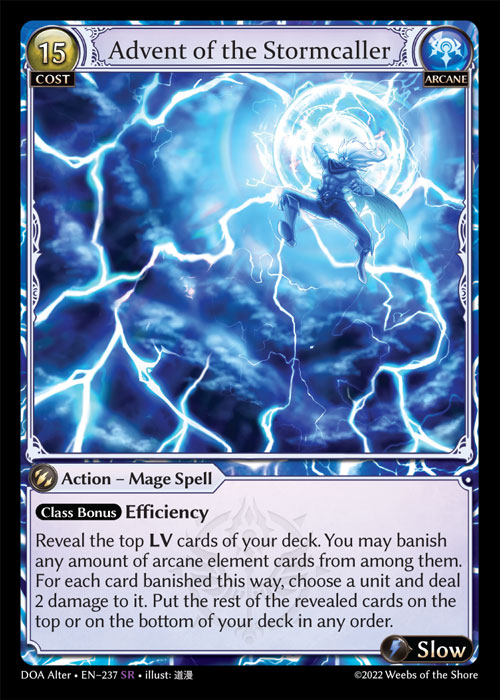 15
Advent of the Stormcaller
COST
ARCANE
Action – Mage Spell
Class Bonus Efficiency
Reveal the top LV cards of your deck. You may banish
any amount of arcane element cards from among them.
For each card banished this way, choose a unit and deal
2 damage to it. Put the rest of the revealed cards on the
top or on the bottom of your deck in any order.
Slow
DOA Alter • EN–237 SR • illust: 道漫
©2022 Weebs of the Shore